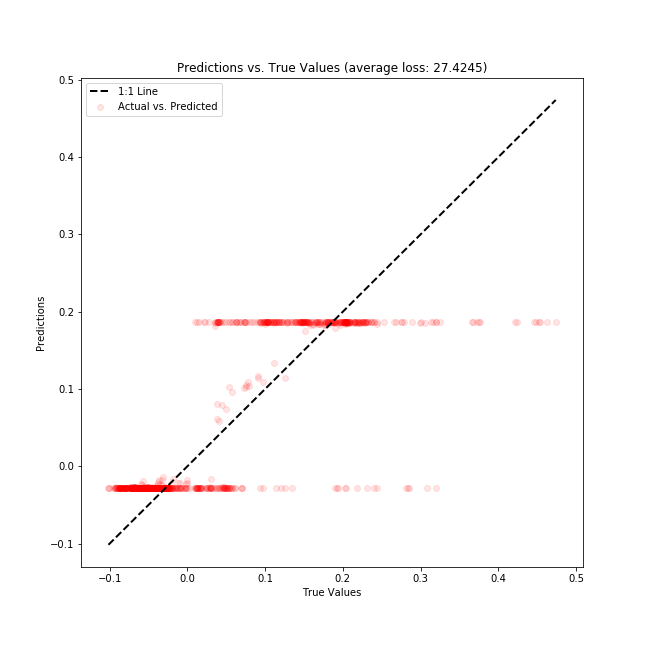 Predictions vs. True Values (average loss: 27.4245)
1:1 Line
Actual vs. Predicted
0.5
0.4
0.3
0.2
0.1
0.0
−0.1
Predictions
−0.1 0.0 0.1 0.2 0.3 0.4 0.5
True Values